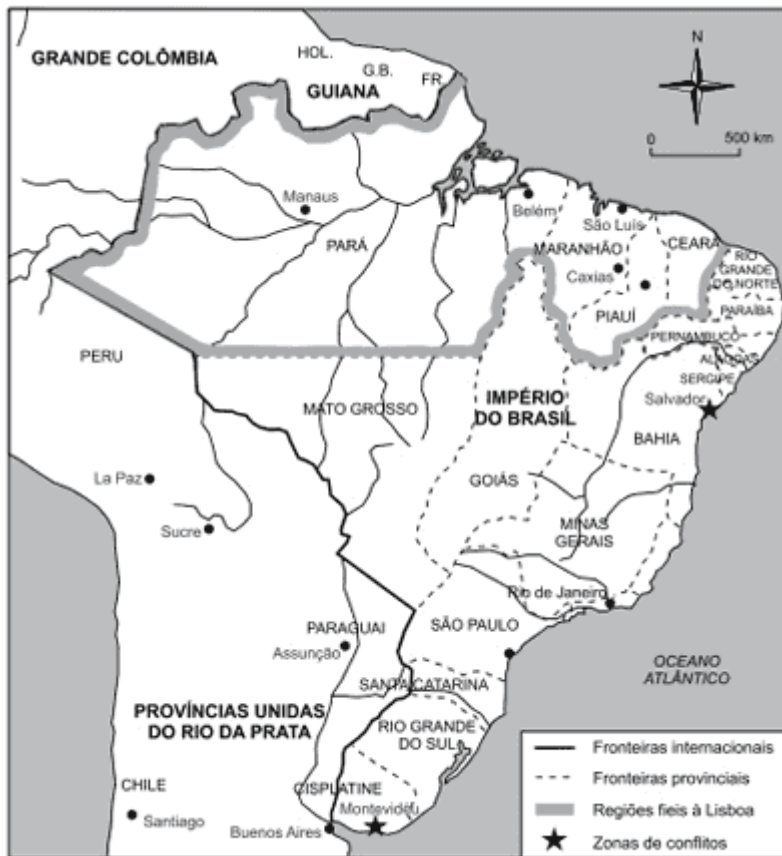 GRANDE COLÔMBIA
HOL.
G.B.
FR
GUIANA
N
0 500 km
Manaus
Belém
São Luís
PARÁ
MARANHÃO
CEARÁ
Caxias
RIO
GRANDE
DO NORTE
PIAUÍ
PARAÍBA
PERNAMBUCO
ALAGOAS
SERGIPE
PERU
MATO GROSSO
IMPÉRIO
DO BRASIL
Salvador
BAHIA
La Paz
GOIÁS
Sucre
MINAS
GERAIS
Rio de Janeiro
PARAGUAI
SÃO PAULO
Assunção
OCEANO
ATLÂNTICO
SANTA CATARINA
PROVÍNCIAS UNIDAS
DO RIO DA PRATA
RIO GRANDE
DO SUL
CHILE
CISPLATINE
Santiago
Buenos Aires
Montevidéu
Fronteiras internacionais
Fronteiras provinciais
Regiões fieis à Lisboa
Zonas de conflitos